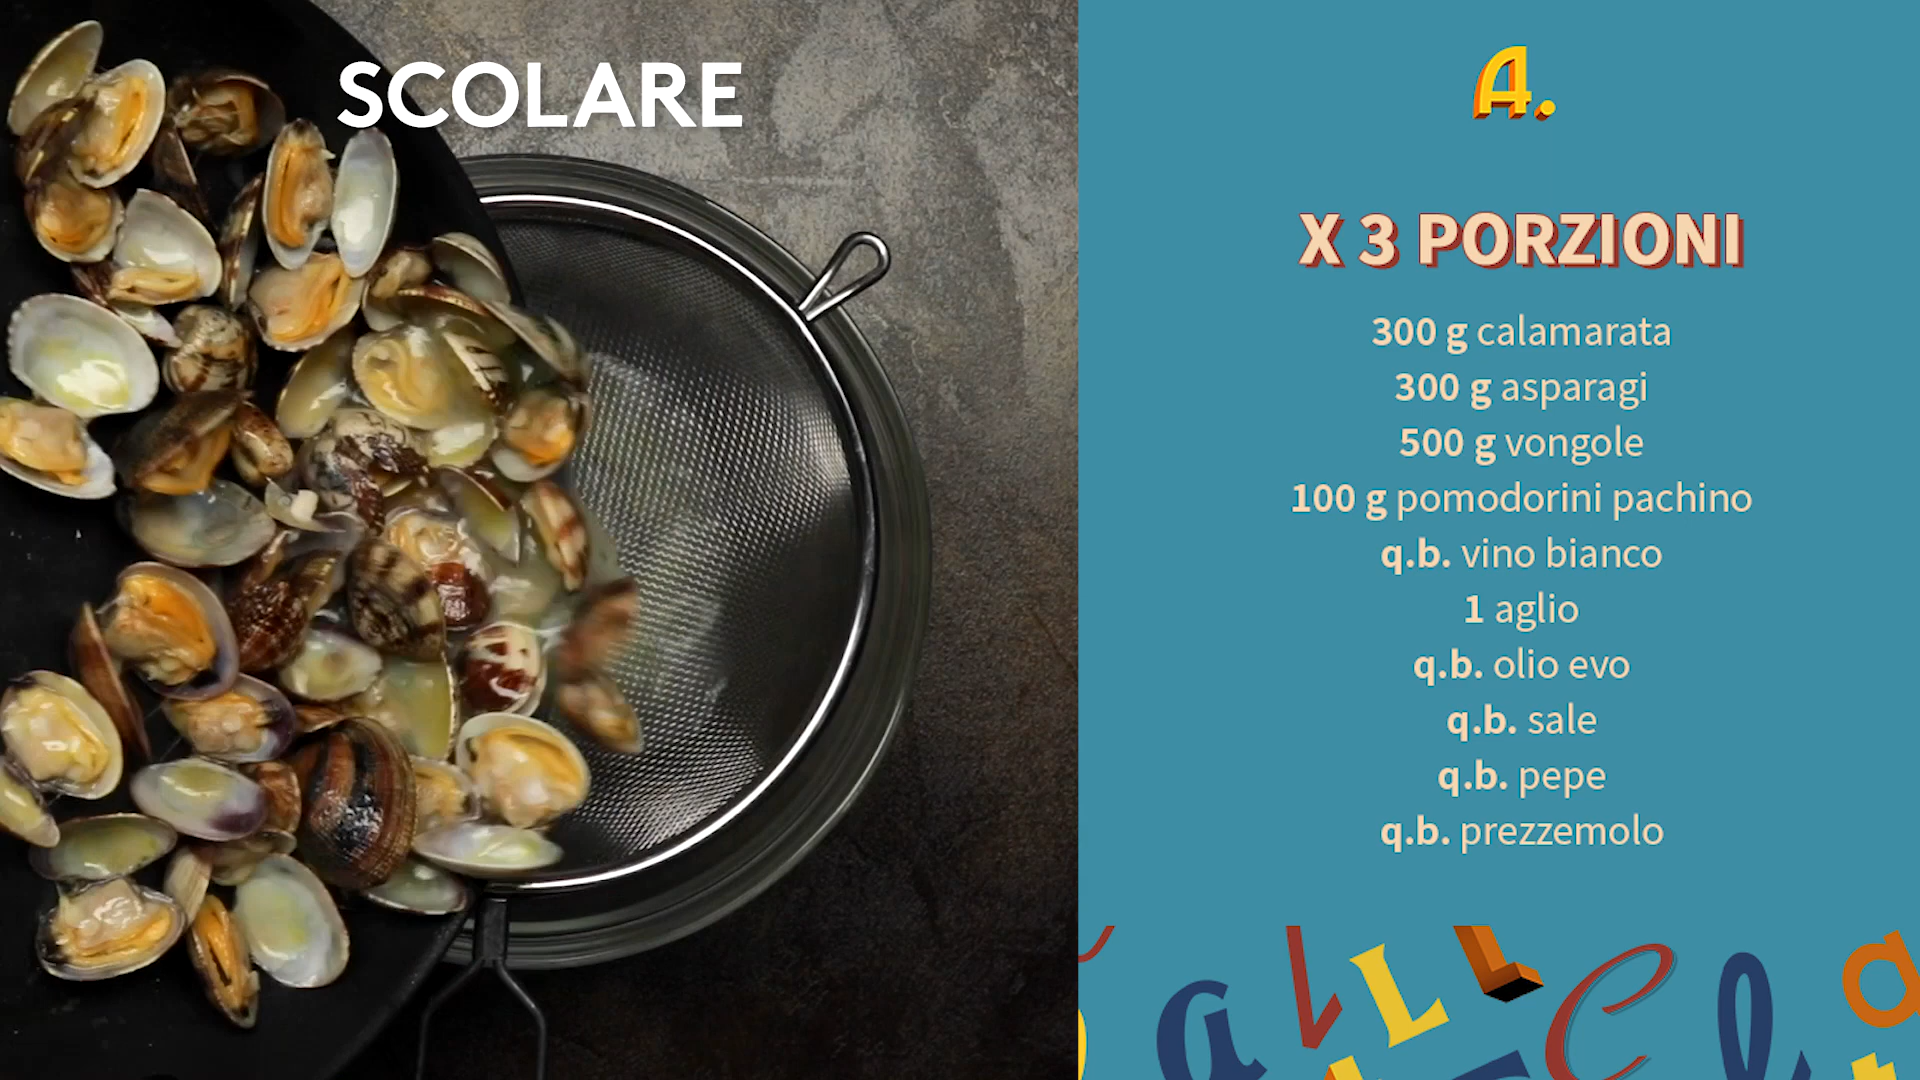 SCOLARE
A.
X 3 PORZIONI
300 g calamarata
300 g asparagi
500 g vongole
100 g pomodorini pachino
q.b. vino bianco
1 aglio
q.b. olio evo
q.b. sale
q.b. pepe
q.b. prezzemolo